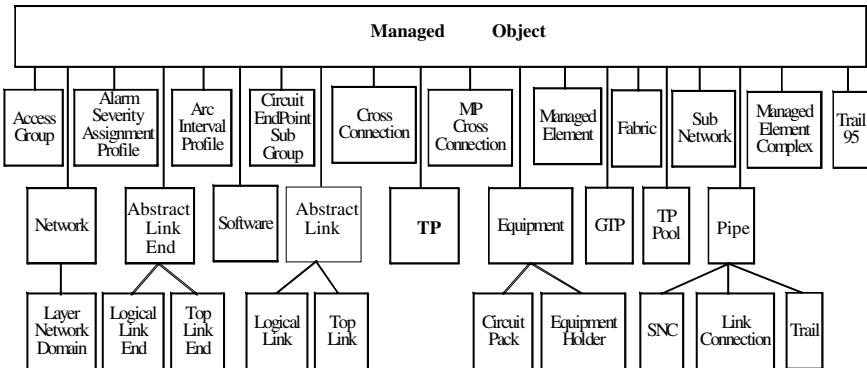 Managed Object
Access
Group
Alarm
Severity
Assignment
Profile
Arc
Interval
Profile
Circuit
EndPoint
Sub
Group
Cross
Connection
MP
Cross
Connection
Managed
Element
Fabric
Sub
Network
Managed
Element
Complex
Trail
95
Network
Abstract
Link
End
Software
Abstract
Link
TP
Equipment
GTP
TP
Pool
Pipe
Layer
Network
Domain
Logical
Link
End
Top
Link
End
Logical
Link
Top
Link
Circuit
Pack
Equipment
Holder
SNC
Link
Connection
Trail